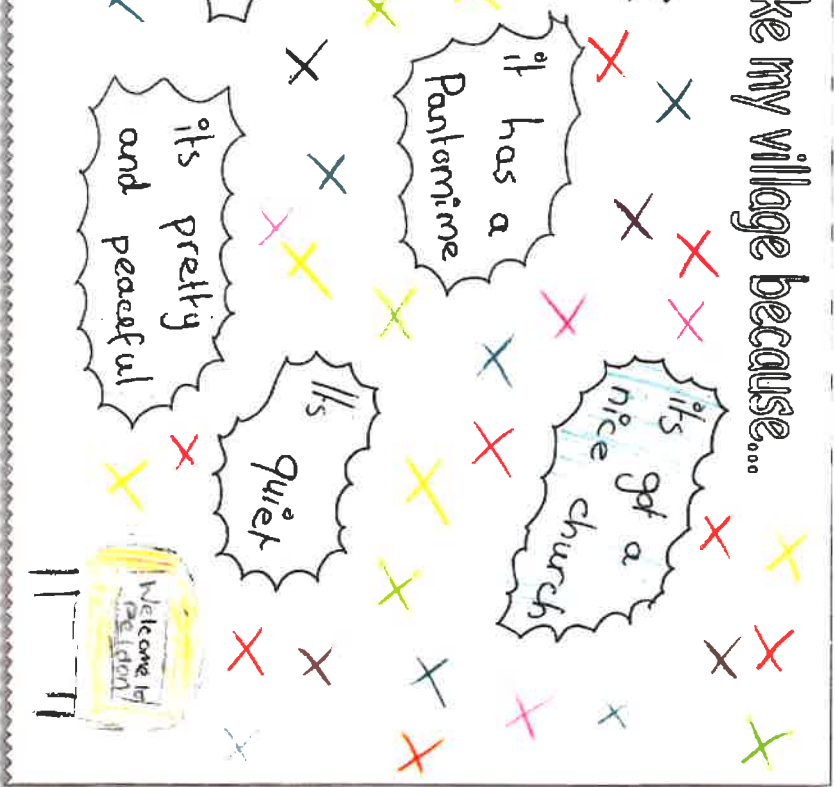 ke my village because...
it has a
Pantomime
its got a
nice church
its pretty
and peaceful
Its
quiet
Welcome to
peldon